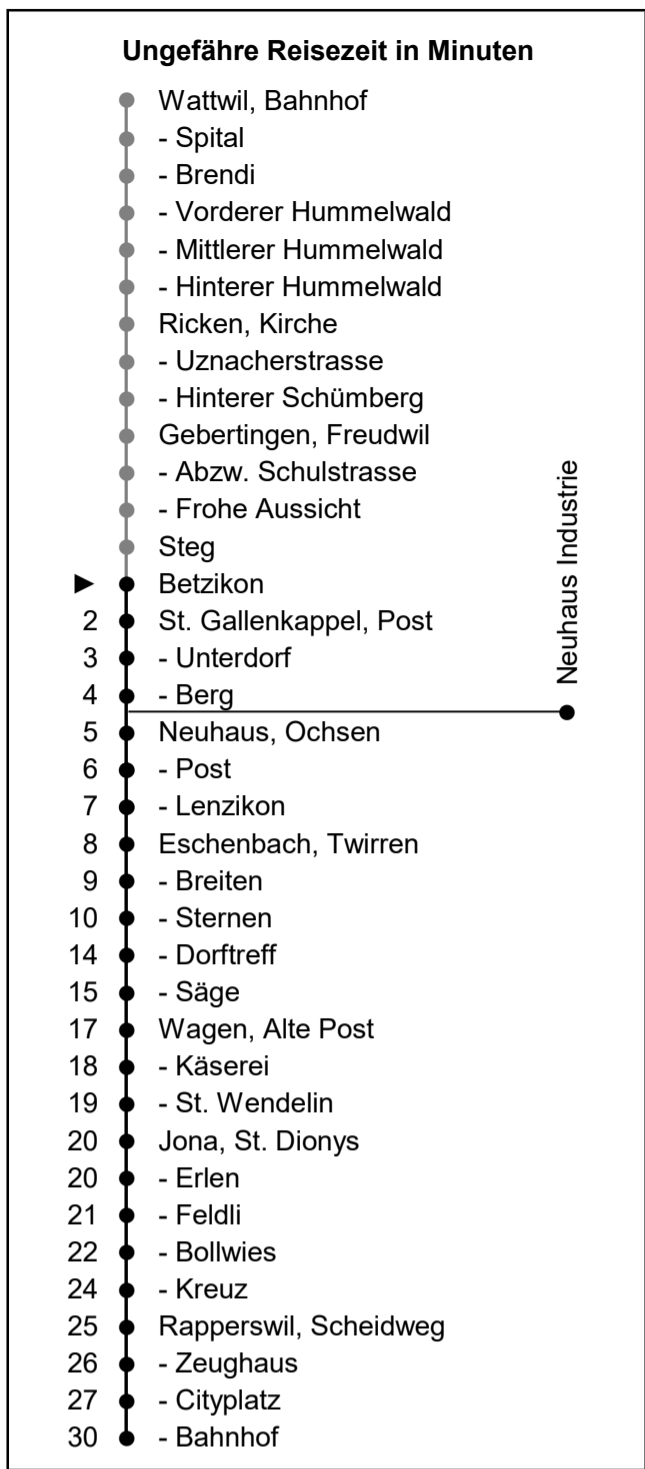 Ungefähre Reisezeit in Minuten
Wattwil, Bahnhof
- Spital
- Brendi
- Vorderer Hummelwald
- Mittlerer Hummelwald
- Hinterer Hummelwald
Ricken, Kirche
- Uznacherstrasse
- Hinterer Schümberg
Gebertingen, Freudwil
- Abzw. Schulstrasse
- Frohe Aussicht
Steg
► Betzikon
2 St. Gallenkappel, Post
3 - Unterdorf
4 - Berg
Neuhaus Industrie
5 Neuhaus, Ochsen
6 - Post
7 - Lenzikon
8 Eschenbach, Twirren
9 - Breiten
10 - Sternen
14 - Dorftreff
15 - Säge
17 Wagen, Alte Post
18 - Käserei
19 - St. Wendelin
20 Jona, St. Dionys
20 - Erlen
21 - Feldli
22 - Bollwies
24 - Kreuz
25 Rapperswil, Scheidweg
26 - Zeughaus
27 - Cityplatz
30 - Bahnhof